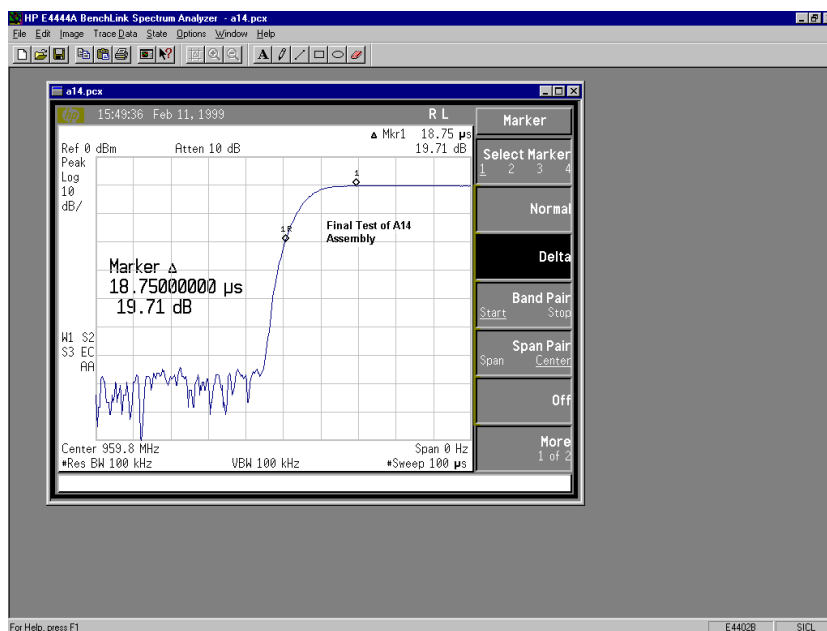 HP E4444A BenchLink Spectrum Analyzer - a14.pcx
File Edit Image Trace Data State Options Window Help
a14.pcx
hp 15:49:36 Feb 11, 1999 R L
Δ Mkr1 18.75 µs
Ref 0 dBm Atten 10 dB 19.71 dB
Peak
Log
10
dB/
1
1R
Final Test of A14
Assembly
Marker Δ
18.75000000 µs
19.71 dB
W1 S2
S3 EC
AA
Center 959.8 MHz Span 0 Hz
#Res BW 100 kHz VBW 100 kHz #Sweep 100 µs
Marker
Select Marker
1 2 3 4
Normal
Delta
Band Pair
Start Stop
Span Pair
Span Center
Off
More
1 of 2
For Help, press F1 E4402B SICL